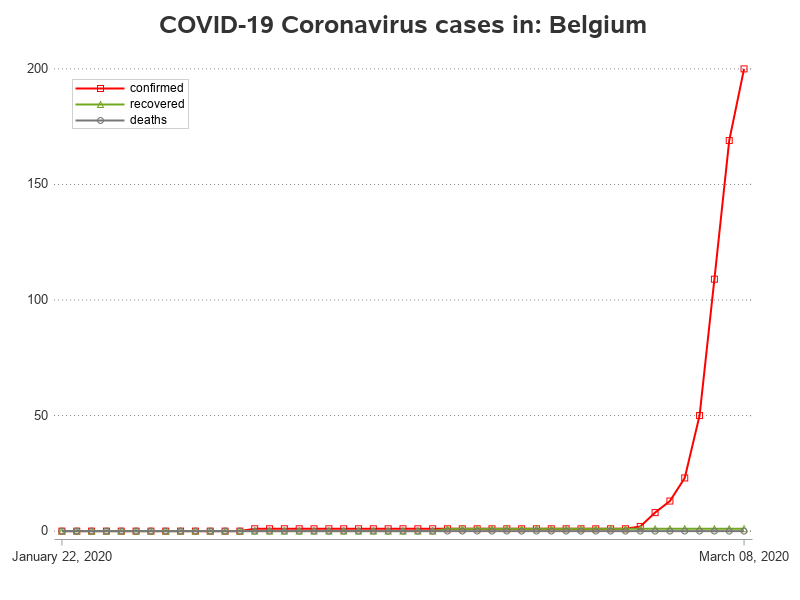 COVID-19 Coronavirus cases in: Belgium
200
confirmed
recovered
deaths
150
100
50
0
January 22, 2020
March 08, 2020